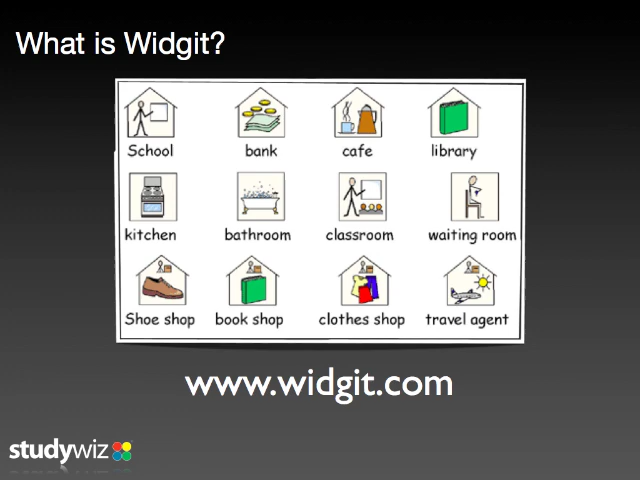 What is Widgit?
School bank cafe library
kitchen bathroom classroom waiting room
Shoe shop book shop clothes shop travel agent
www.widgit.com
studywiz